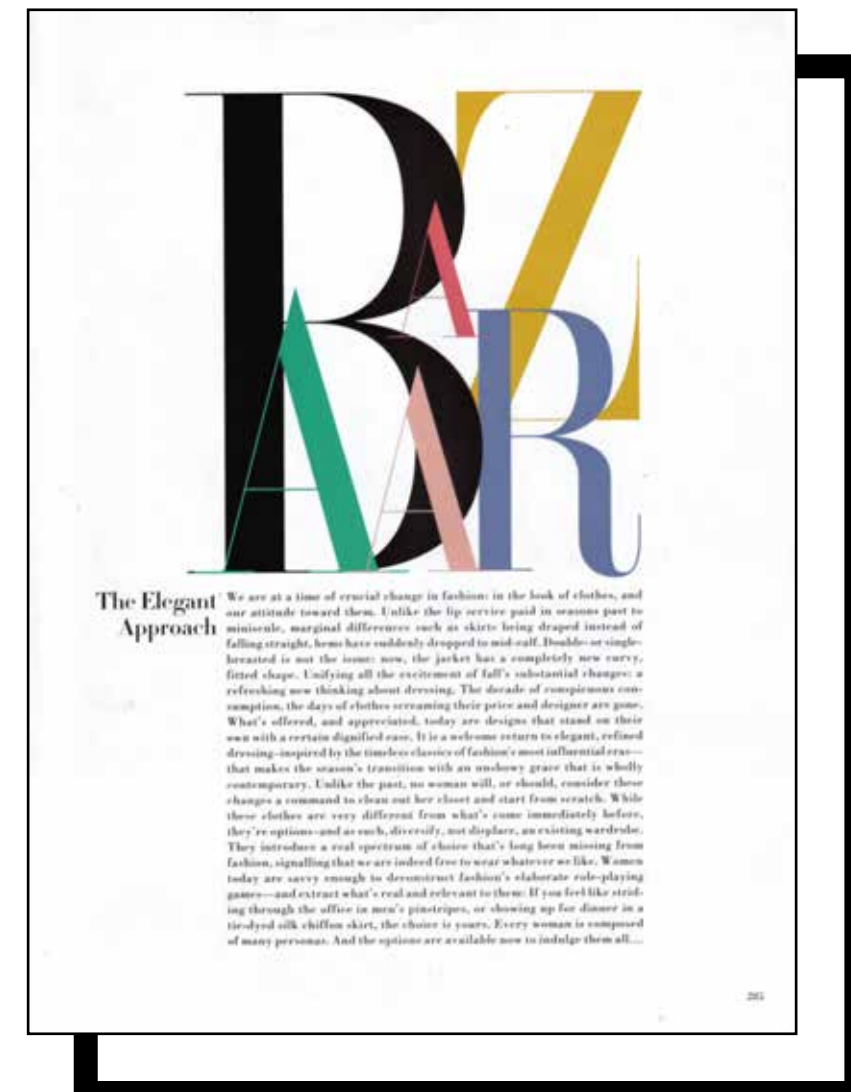 BAZAAR
The Elegant
Approach
We are at a time of crucial change in fashion: in the look of clothes, and
our attitude toward them. Unlike the lip service paid in seasons past to
miniscule, marginal differences such as skirts being draped instead of
falling straight, hems have suddenly dropped to mid-calf. Double- or single-
breasted is not the issue: now, the jacket has a completely new curvy,
fitted shape. Unifying all the excitement of fall's substantial changes: a
refreshing new thinking about dressing. The decade of conspicuous con-
sumption, the days of clothes screaming their price and designer are gone.
What's offered, and appreciated, today are designs that stand on their
own with a certain dignified ease. It is a welcome return to elegant, refined
dressing–inspired by the timeless classics of fashion's most influential eras—
that makes the season's transition with an unshowy grace that is wholly
contemporary. Unlike the past, no woman will, or should, consider these
changes a command to clean out her closet and start from scratch. While
these clothes are very different from what's come immediately before,
they're options–and as such, diversify, not displace, an existing wardrobe.
They introduce a real spectrum of choice that's long been missing from
fashion, signalling that we are indeed free to wear whatever we like. Women
today are savvy enough to deconstruct fashion's elaborate role-playing
games—and extract what's real and relevant to them: If you feel like strid-
ing through the office in men's pinstripes, or showing up for dinner in a
tie-dyed silk chiffon skirt, the choice is yours. Every woman is composed
of many personas. And the options are available now to indulge them all....